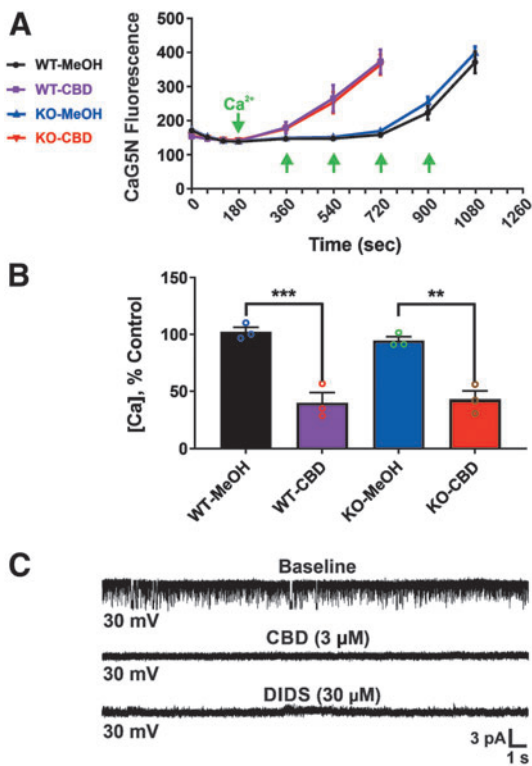 A
WT-MeOH
WT-CBD
KO-MeOH
KO-CBD
CaG5N Fluorescence
400
300
200
100
0
Ca²⁺
0
180
360
540
720
900
1080
1260
Time (sec)
B
[Ca], % Control
150
100
50
0
***
**
WT-MeOH
WT-CBD
KO-MeOH
KO-CBD
C
Baseline
30 mV
CBD (3 µM)
30 mV
DIDS (30 µM)
30 mV
3 pA
1 s